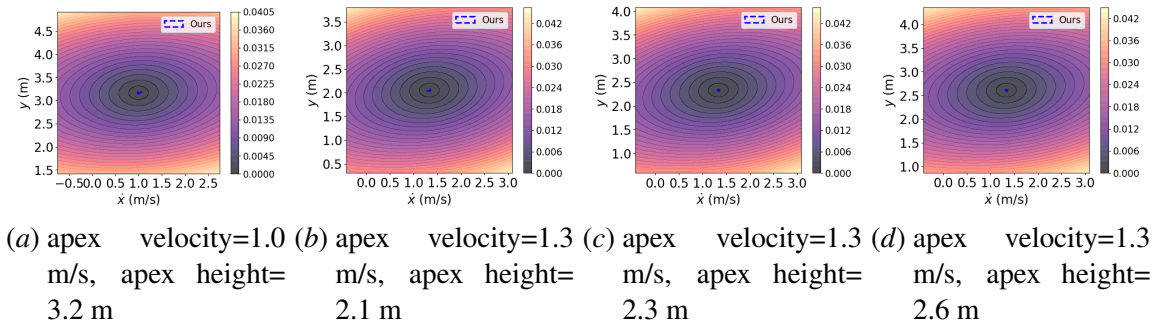 Ours
4.5
4.0
3.5
3.0
2.5
2.0
1.5
y (m)
−0.5 0.0 0.5 1.0 1.5 2.0 2.5
ẋ (m/s)
0.0405
0.0360
0.0315
0.0270
0.0225
0.0180
0.0135
0.0090
0.0045
0.0000
Ours
3.5
3.0
2.5
2.0
1.5
1.0
0.5
y (m)
0.0 0.5 1.0 1.5 2.0 2.5 3.0
ẋ (m/s)
0.036
0.030
0.024
0.018
0.012
0.006
0.000
0.042
Ours
4.0
3.5
3.0
2.5
2.0
1.5
1.0
y (m)
0.0 0.5 1.0 1.5 2.0 2.5 3.0
ẋ (m/s)
0.042
0.036
0.030
0.024
0.018
0.012
0.006
0.000
Ours
4.0
3.5
3.0
2.5
2.0
1.5
1.0
y (m)
0.0 0.5 1.0 1.5 2.0 2.5 3.0
ẋ (m/s)
0.042
0.036
0.030
0.024
0.018
0.012
0.006
0.000
(a) apex velocity=1.0
m/s, apex height=
3.2 m
(b) apex velocity=1.3
m/s, apex height=
2.1 m
(c) apex velocity=1.3
m/s, apex height=
2.3 m
(d) apex velocity=1.3
m/s, apex height=
2.6 m